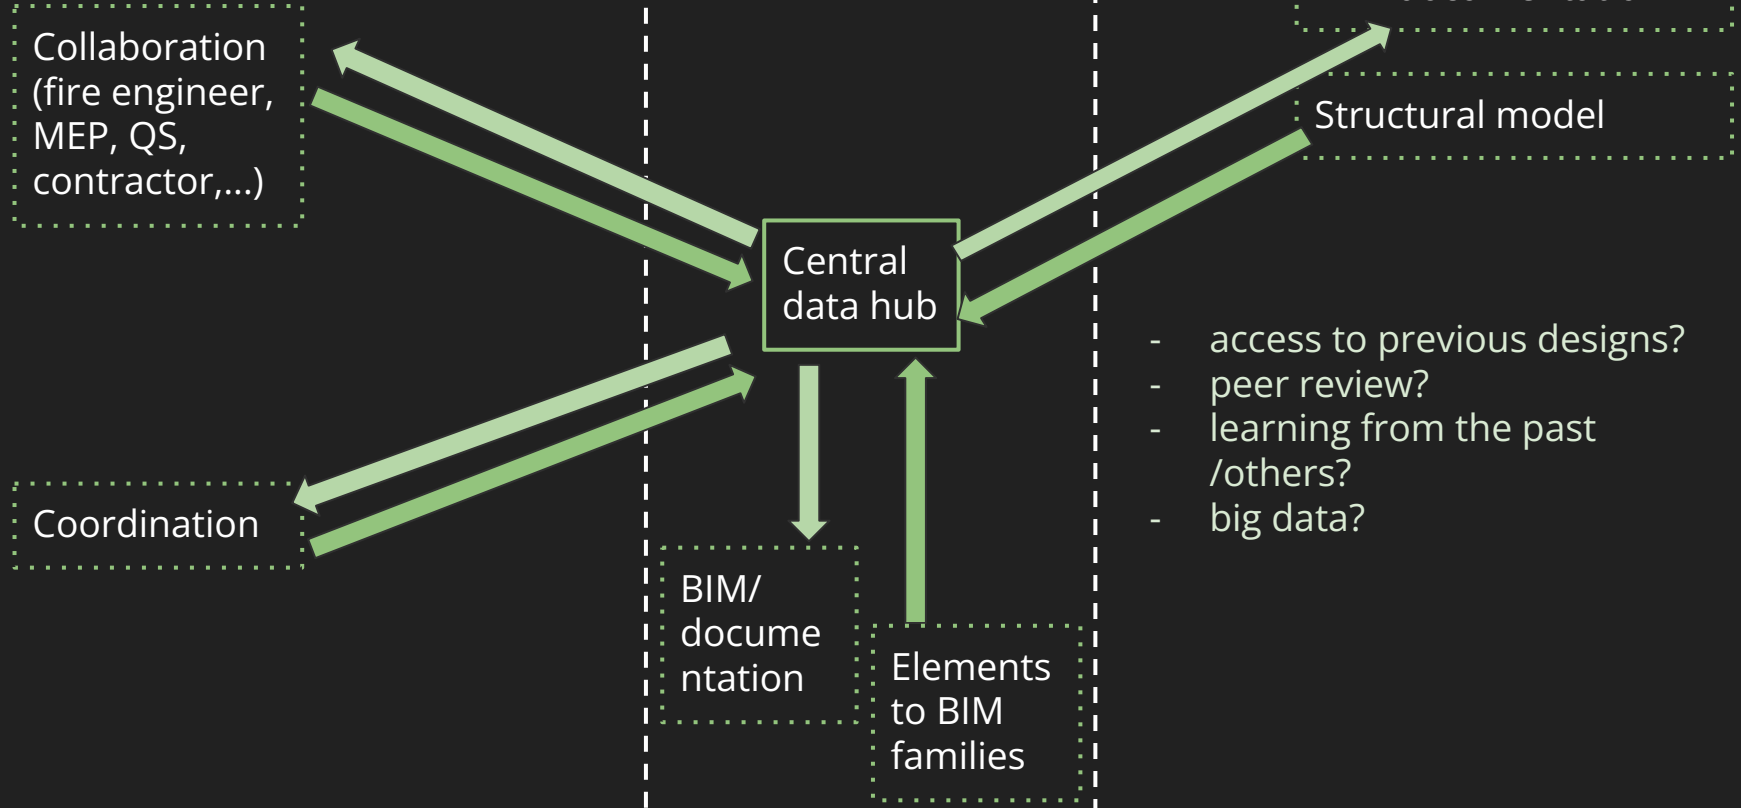 Collaboration
(fire engineer,
MEP, QS,
contractor,...)
Structural model
Central
data hub
- access to previous designs?
- peer review?
- learning from the past
/others?
- big data?
Coordination
BIM/
docume
ntation
Elements
to BIM
families